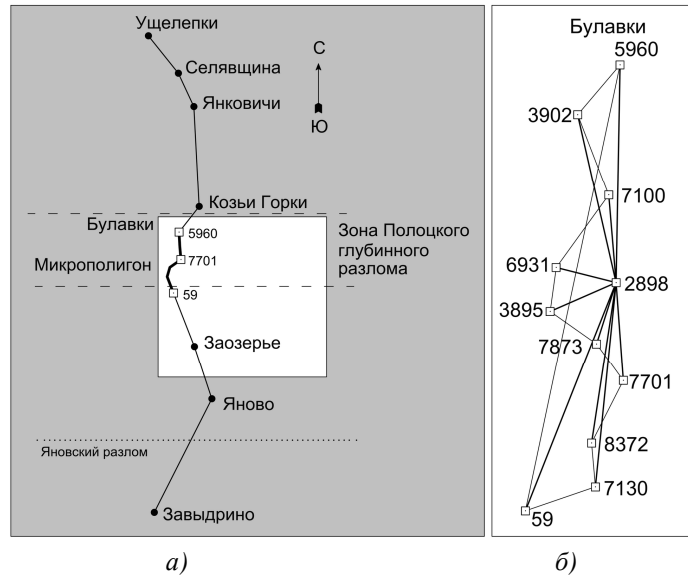 Ущелепки
Селявщина
С
Янковичи
Ю
Козьи Горки
Булавки
5960
Зона Полоцкого
глубинного
разлома
Микрополигон
7701
59
Заозерье
Яново
Яновский разлом
Завыдрино
а)
Булавки
5960
3902
7100
6931
2898
3895
7873
7701
8372
7130
59
б)